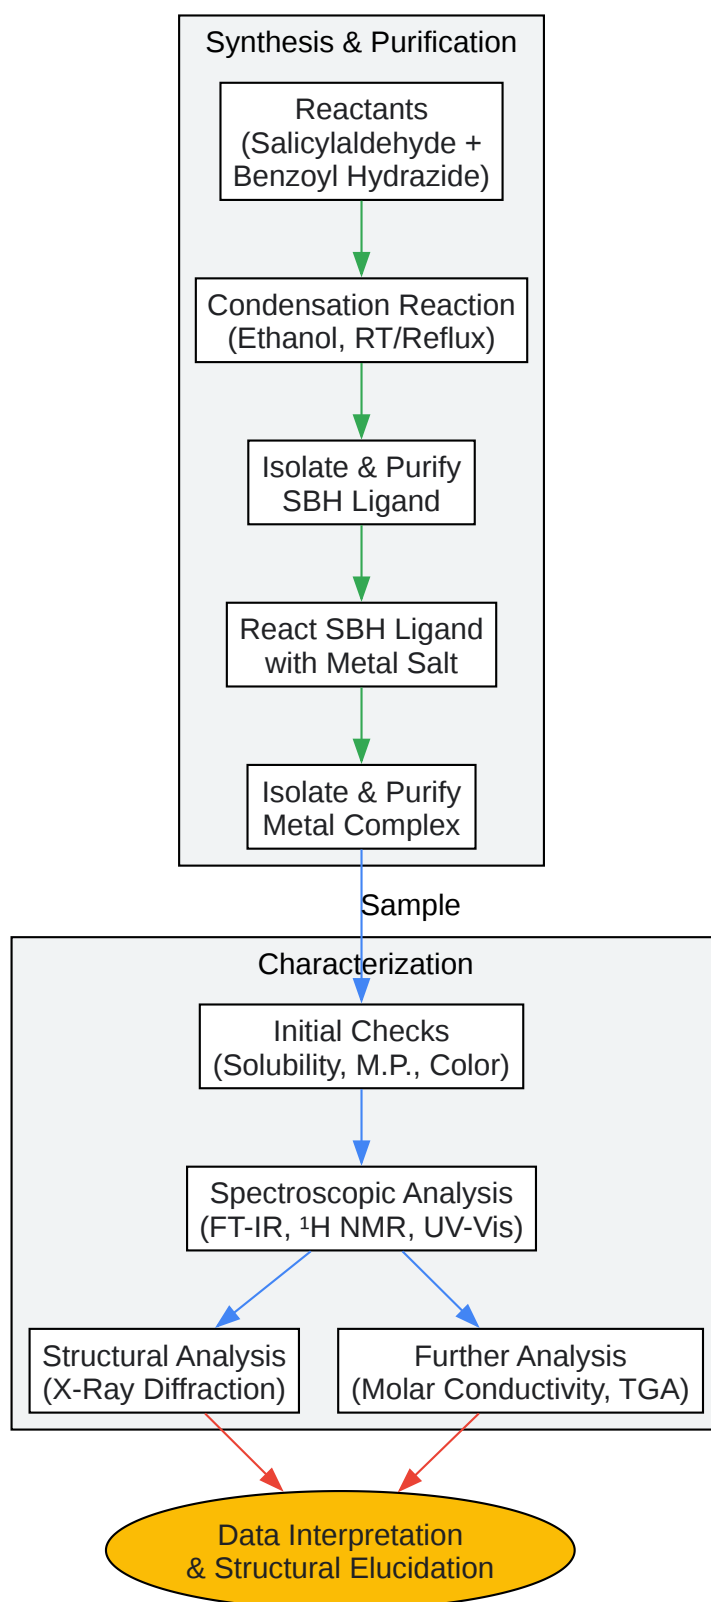 Synthesis & Purification
Reactants
(Salicylaldehyde +
Benzoyl Hydrazide)
Condensation Reaction
(Ethanol, RT/Reflux)
Isolate & Purify
SBH Ligand
React SBH Ligand
with Metal Salt
Isolate & Purify
Metal Complex
Sample
Characterization
Initial Checks
(Solubility, M.P., Color)
Spectroscopic Analysis
(FT-IR, ¹H NMR, UV-Vis)
Structural Analysis
(X-Ray Diffraction)
Further Analysis
(Molar Conductivity, TGA)
Data Interpretation
& Structural Elucidation